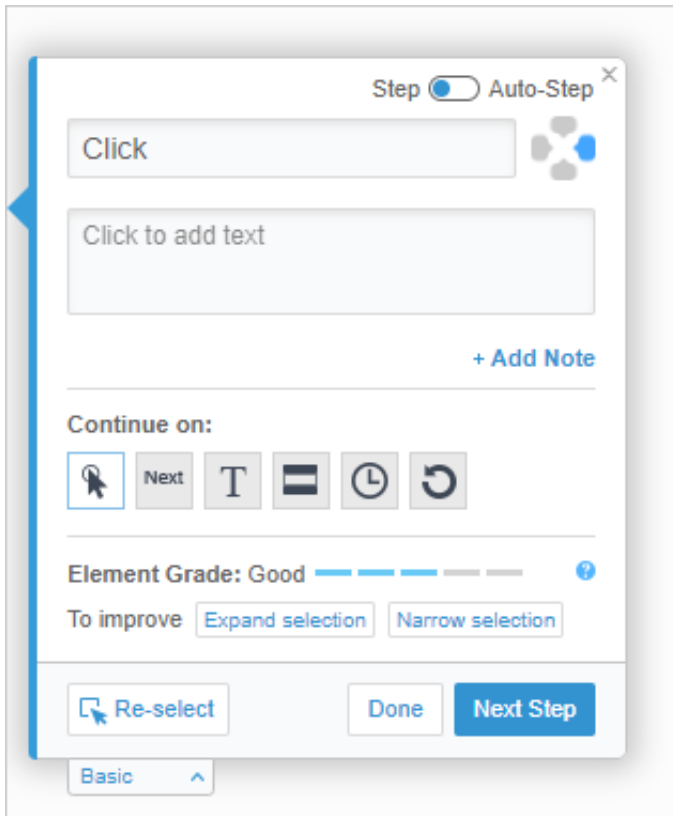 Step Auto-Step
Click
Click to add text
+ Add Note
Continue on:
Next T
Element Grade: Good ?
To improve Expand selection Narrow selection
Re-select Done Next Step
Basic